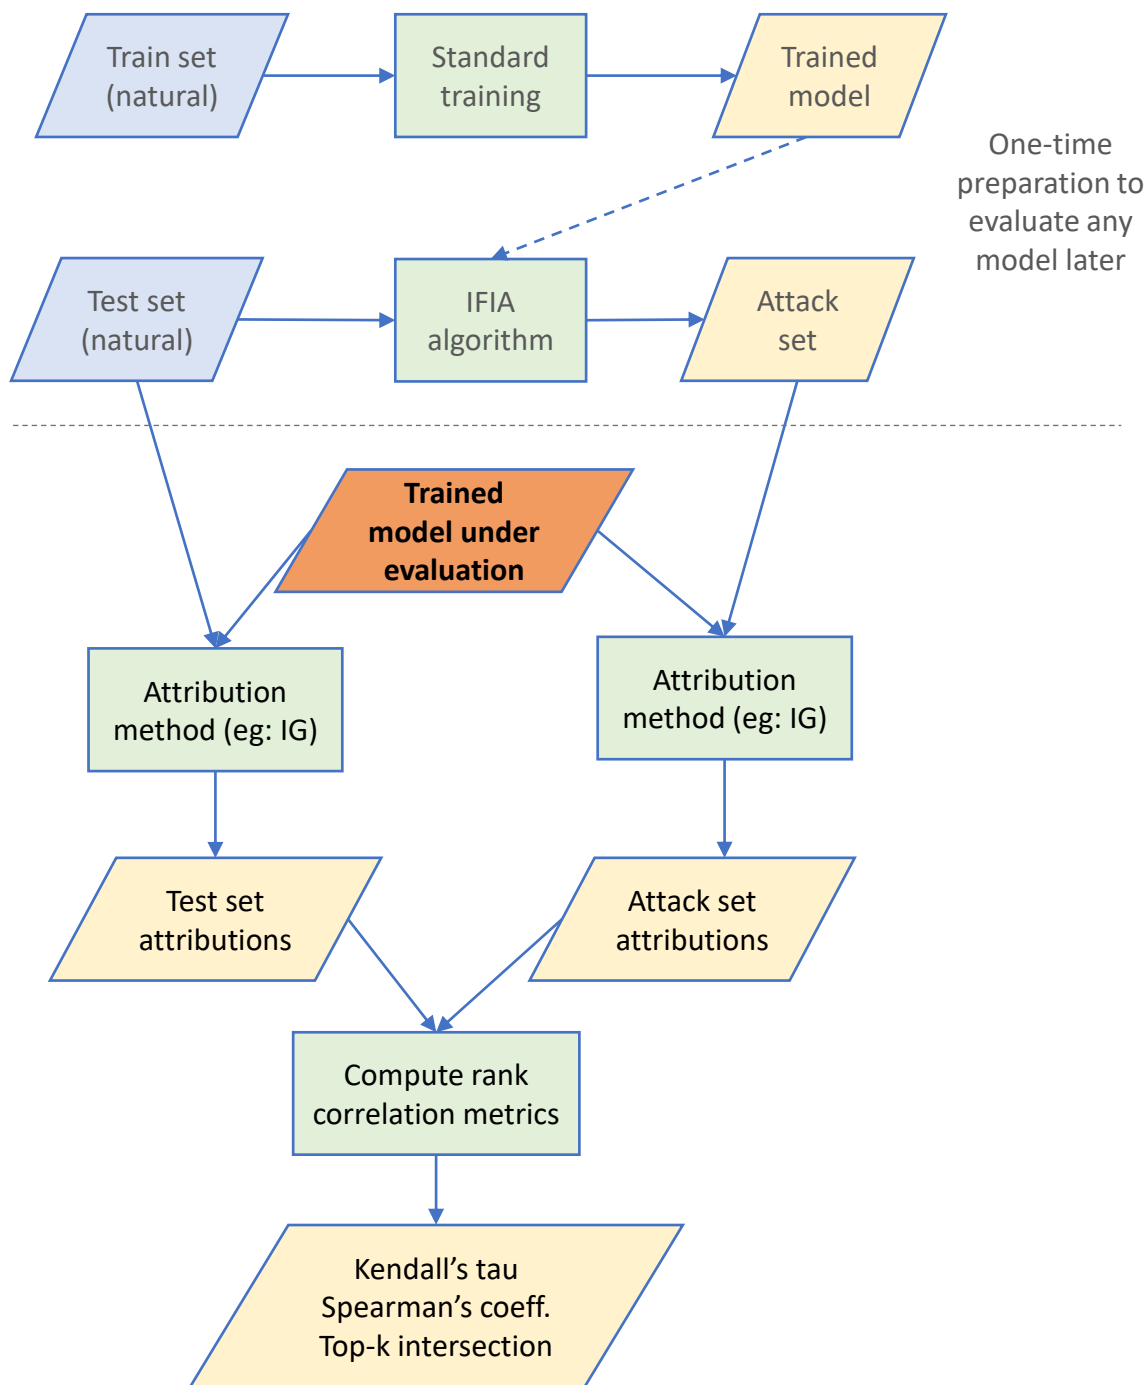 Train set
(natural)
Standard
training
Trained
model
One-time
preparation to
evaluate any
model later
Test set
(natural)
IFIA
algorithm
Attack
set
Trained
model under
evaluation
Attribution
method (eg: IG)
Attribution
method (eg: IG)
Test set
attributions
Attack set
attributions
Compute rank
correlation metrics
Kendall's tau
Spearman's coeff.
Top-k intersection